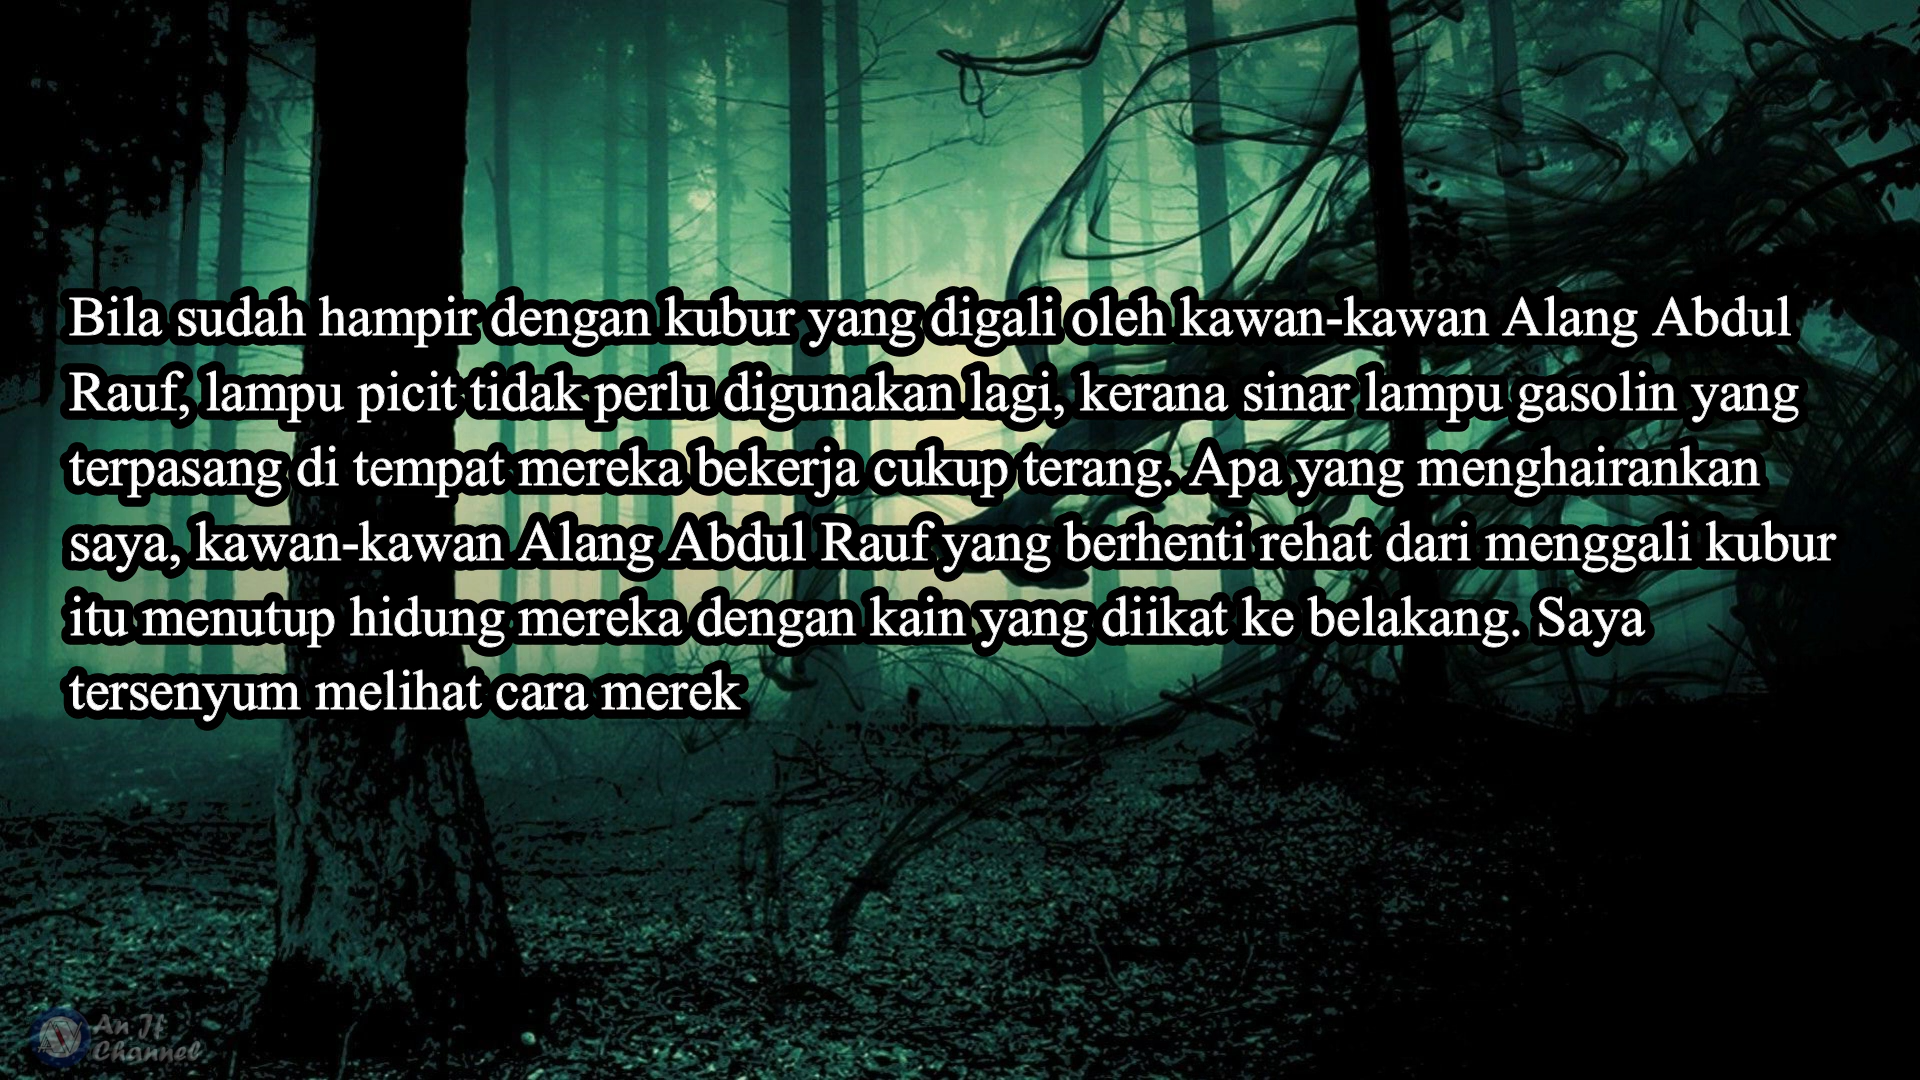 Bila sudah hampir dengan kubur yang digali oleh kawan-kawan Alang Abdul
Rauf, lampu picit tidak perlu digunakan lagi, kerana sinar lampu gasolin yang
terpasang di tempat mereka bekerja cukup terang. Apa yang menghairankan
saya, kawan-kawan Alang Abdul Rauf yang berhenti rehat dari menggali kubur
itu menutup hidung mereka dengan kain yang diikat ke belakang. Saya
tersenyum melihat cara merek
An It
Channel